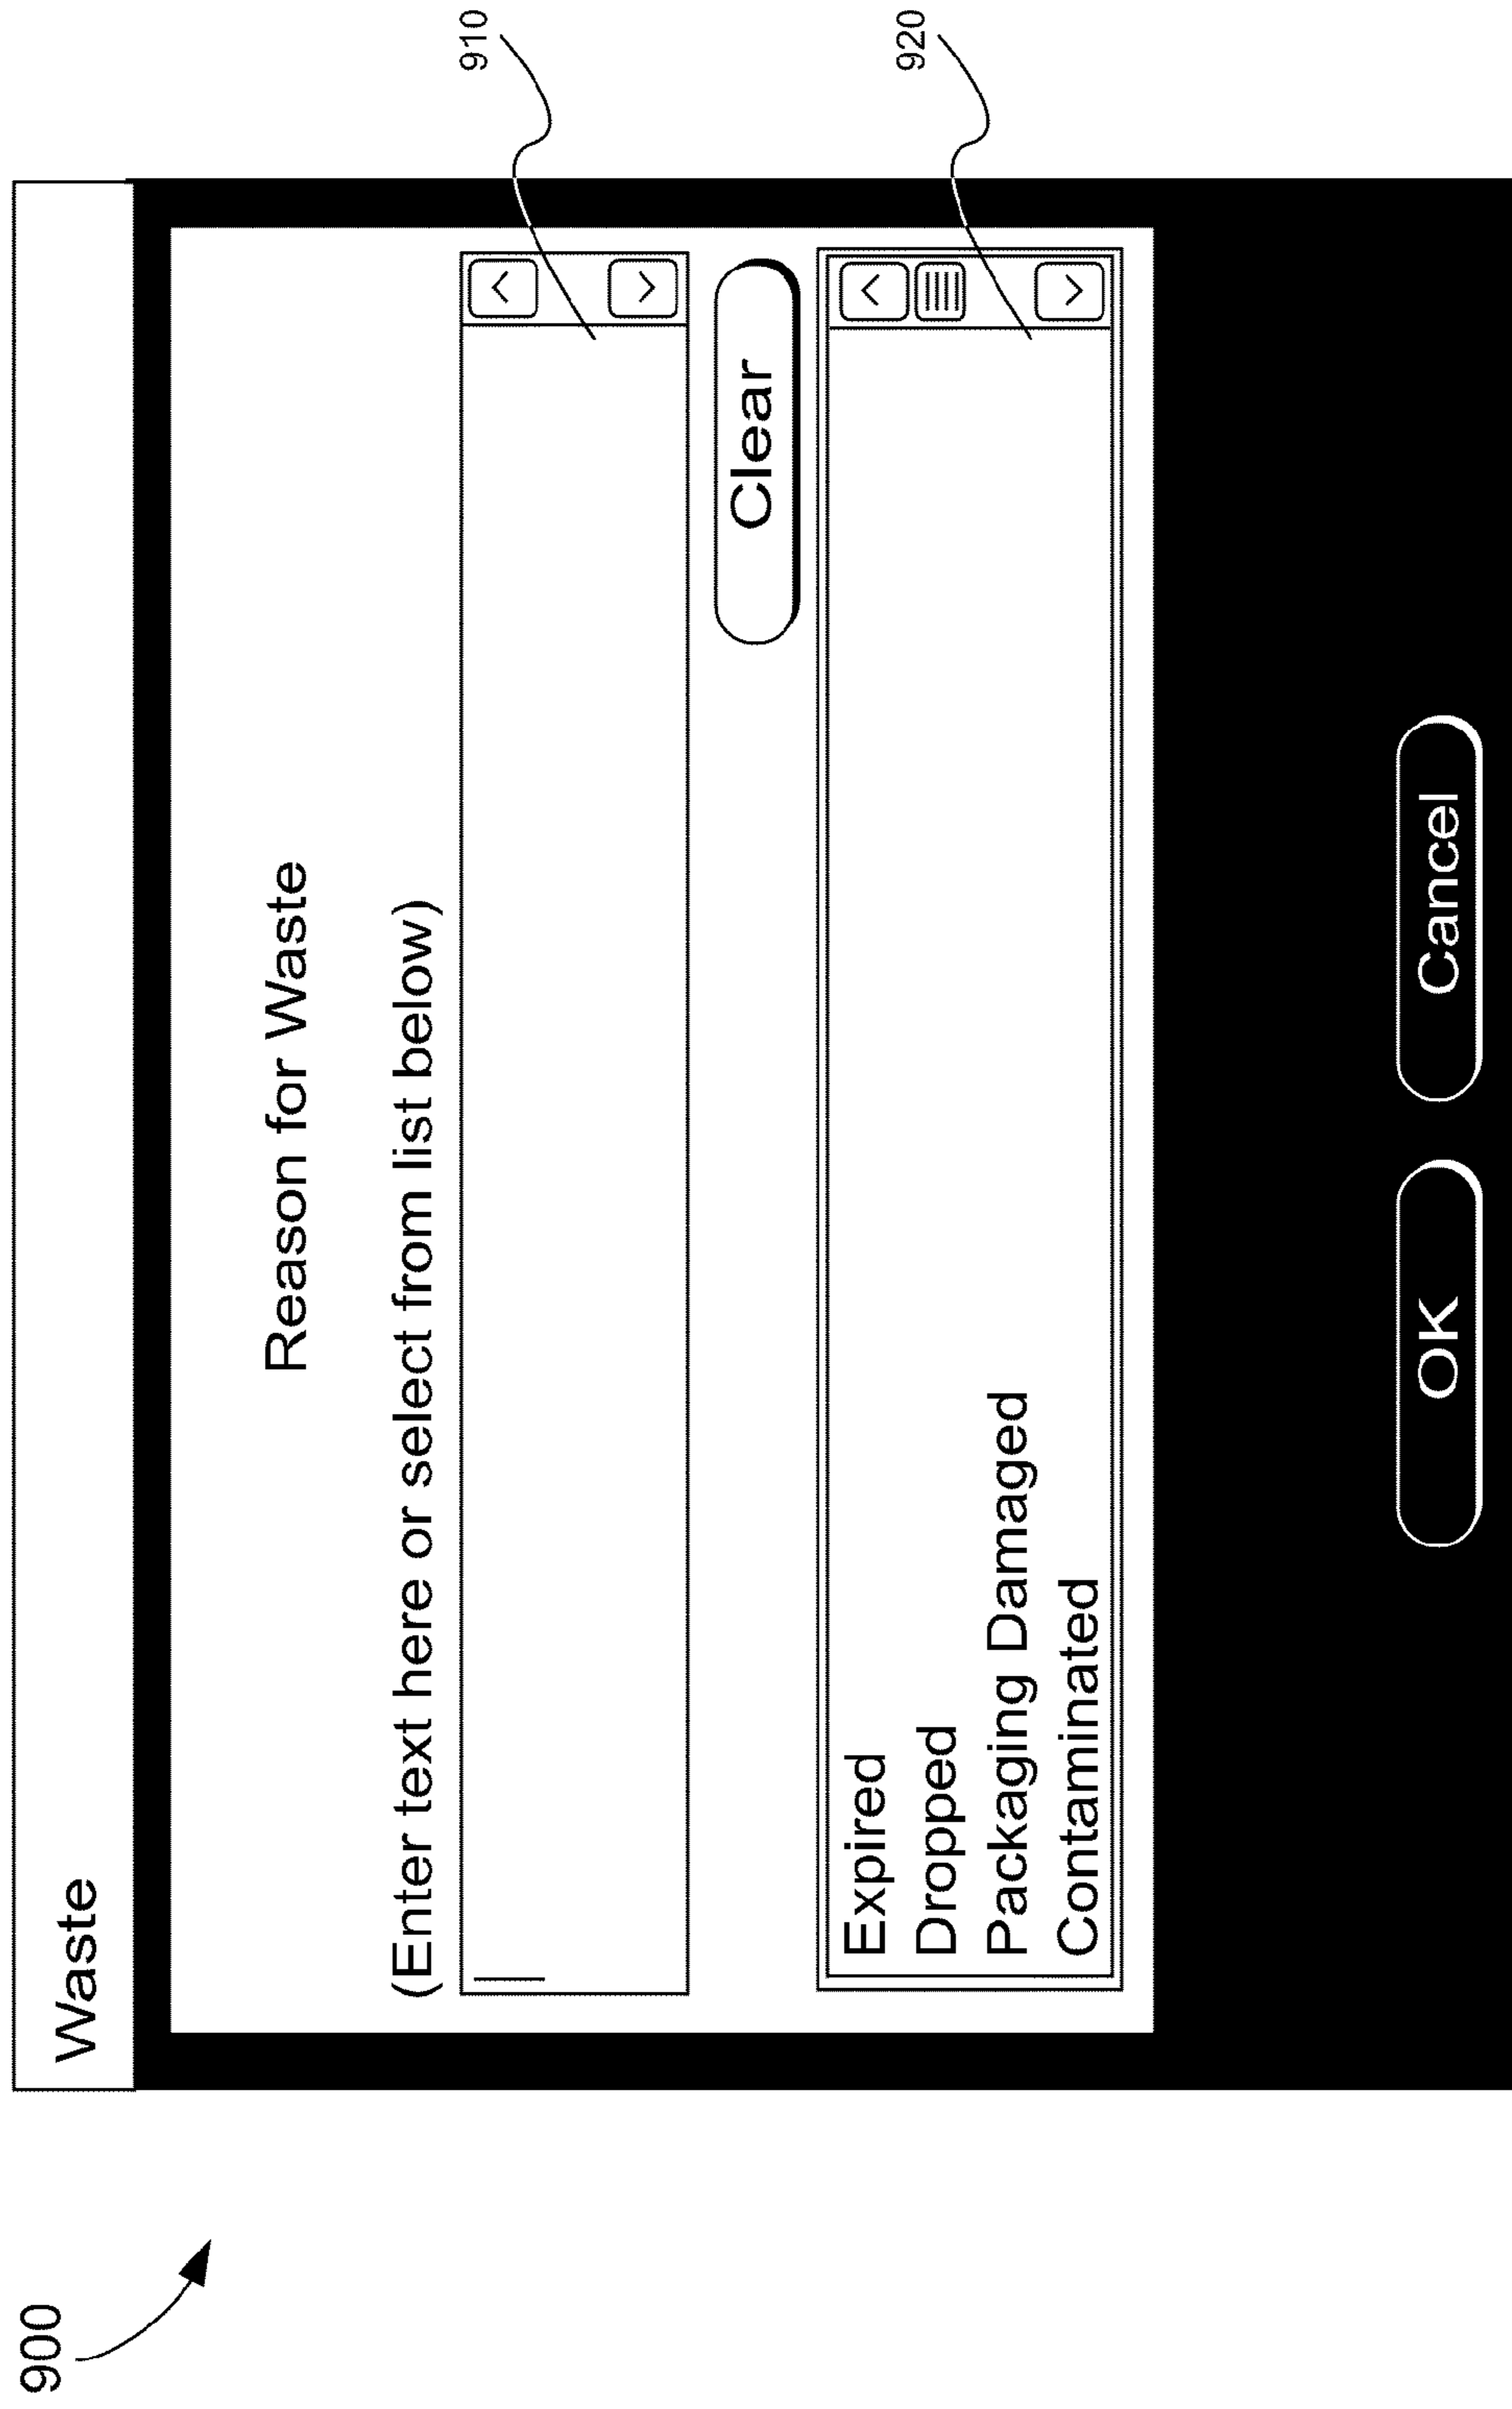 900
Waste
Reason for Waste
(Enter text here or select from list below)
910
Clear
920
Expired
Dropped
Packaging Damaged
Contaminated
OK
Cancel